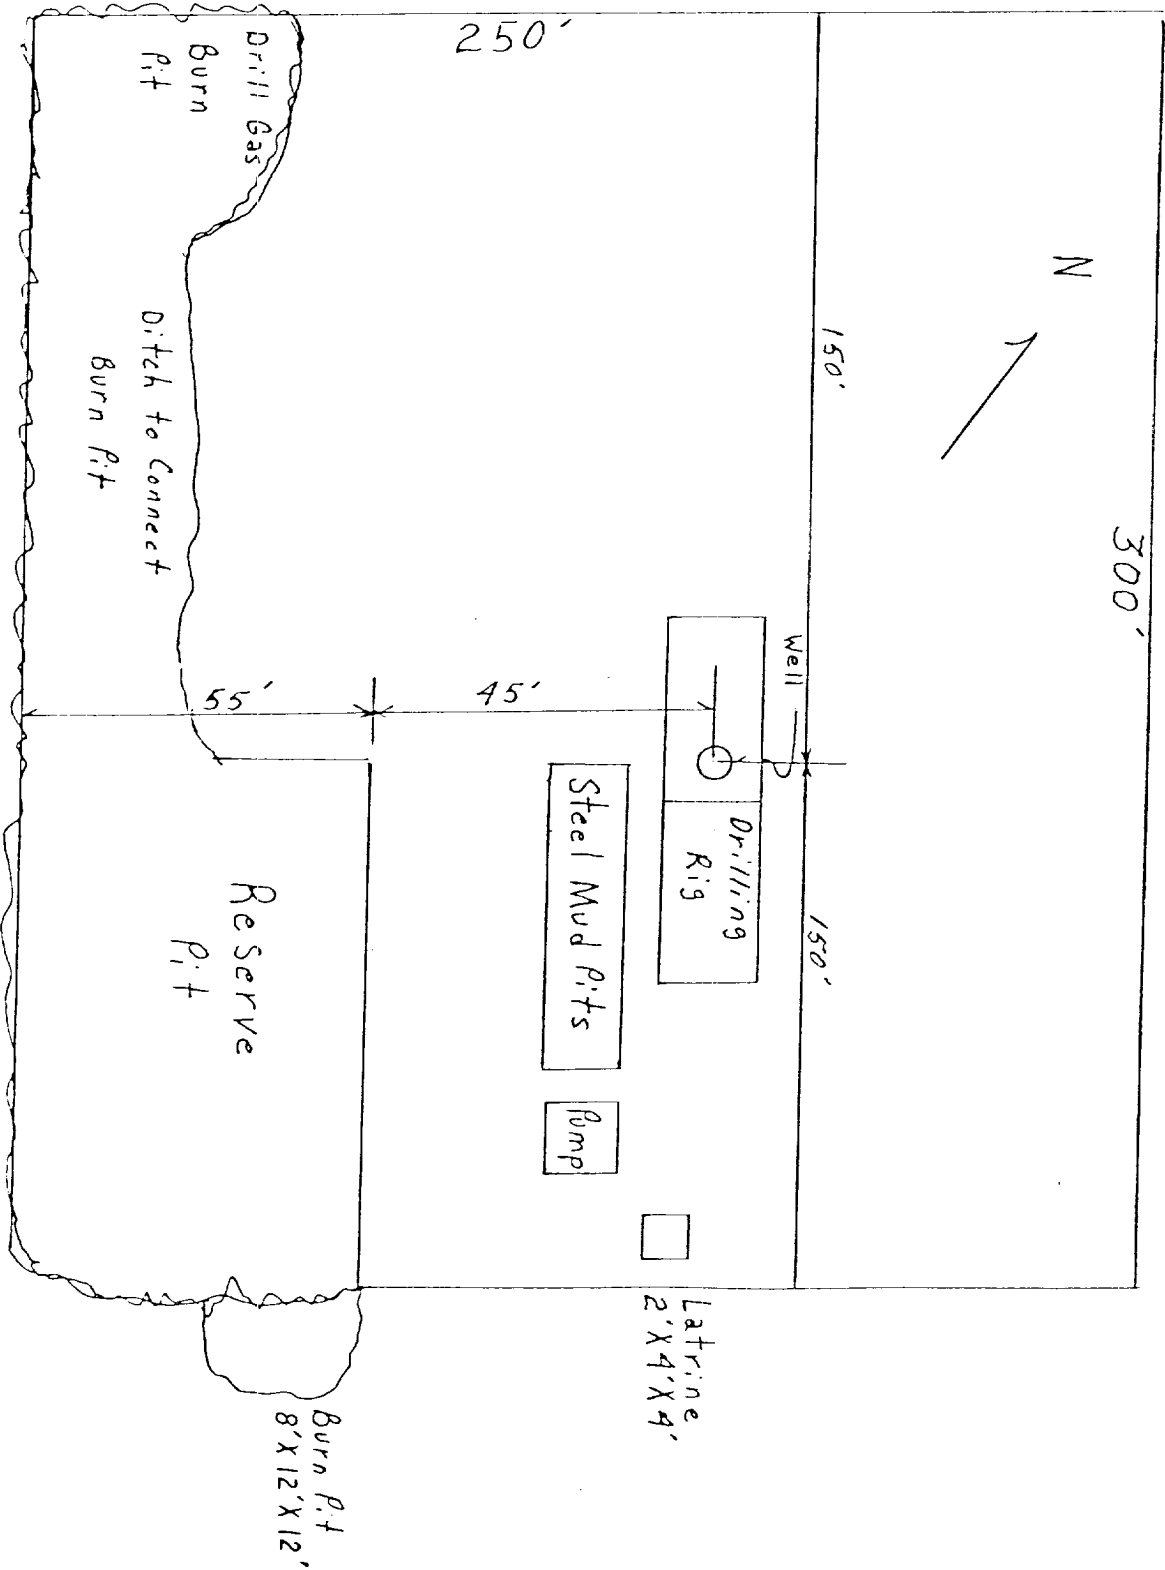 300'
N
150'
150'
Well
Drilling
Rig
Latrine
2'X4'X4'
250'
45'
Steel Mud Pits
Pump
Drill Gas
Burn
Pit
55'
Reserve
Pit
Ditch to Connect
Burn Pit
Burn Pit
8'X12'X12'